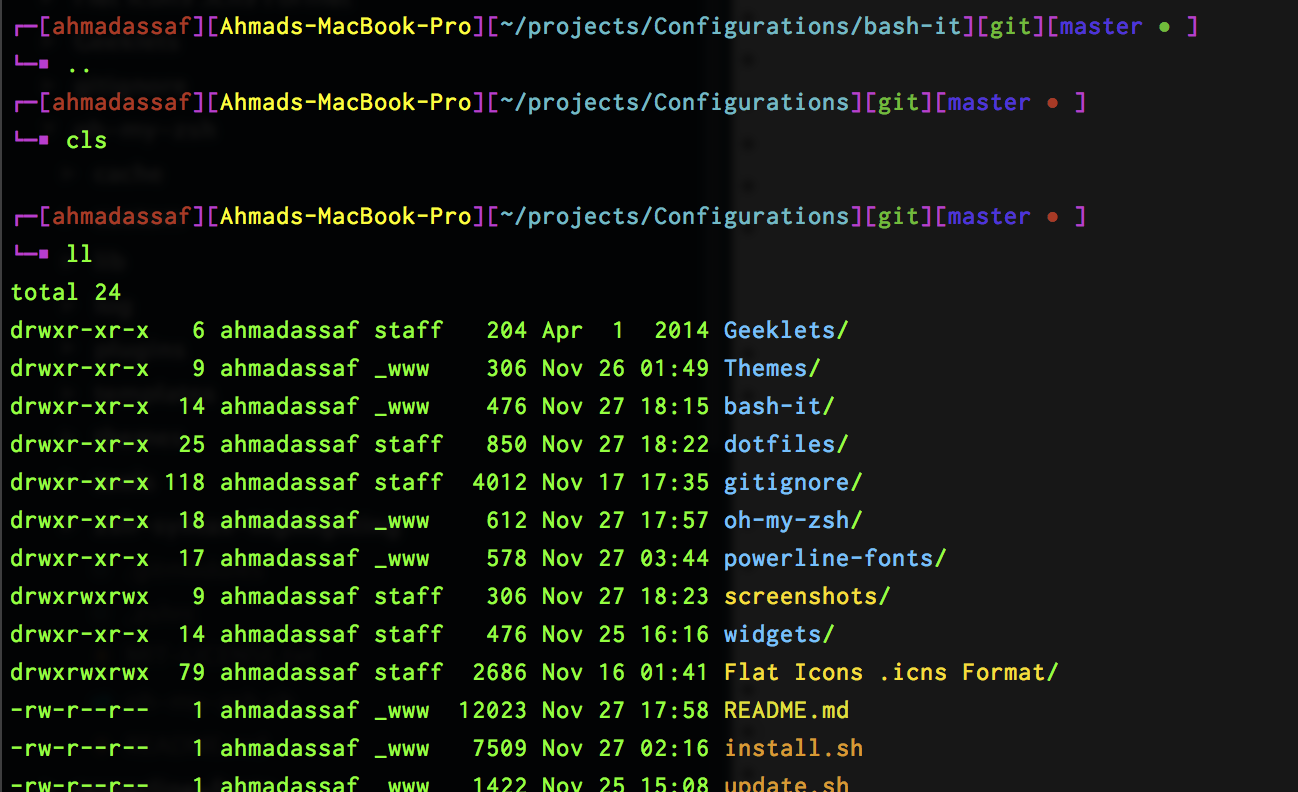 ┌─[ahmadassaf][Ahmads-MacBook-Pro][~/projects/Configurations/bash-it][git][master ● ]
└─▪ ..
┌─[ahmadassaf][Ahmads-MacBook-Pro][~/projects/Configurations][git][master ● ]
└─▪ cls
┌─[ahmadassaf][Ahmads-MacBook-Pro][~/projects/Configurations][git][master ● ]
└─▪ ll
total 24
drwxr-xr-x   6 ahmadassaf staff   204 Apr  1  2014 Geeklets/
drwxr-xr-x   9 ahmadassaf _www    306 Nov 26 01:49 Themes/
drwxr-xr-x  14 ahmadassaf _www    476 Nov 27 18:15 bash-it/
drwxr-xr-x  25 ahmadassaf staff   850 Nov 27 18:22 dotfiles/
drwxr-xr-x 118 ahmadassaf staff  4012 Nov 17 17:35 gitignore/
drwxr-xr-x  18 ahmadassaf _www    612 Nov 27 17:57 oh-my-zsh/
drwxr-xr-x  17 ahmadassaf _www    578 Nov 27 03:44 powerline-fonts/
drwxrwxrwx   9 ahmadassaf staff   306 Nov 27 18:23 screenshots/
drwxr-xr-x  14 ahmadassaf staff   476 Nov 25 16:16 widgets/
drwxrwxrwx  79 ahmadassaf staff  2686 Nov 16 01:41 Flat Icons .icns Format/
-rw-r--r--   1 ahmadassaf _www  12023 Nov 27 17:58 README.md
-rw-r--r--   1 ahmadassaf _www   7509 Nov 27 02:16 install.sh
-rw-r--r--   1 ahmadassaf _www   1422 Nov 25 15:08 update.sh